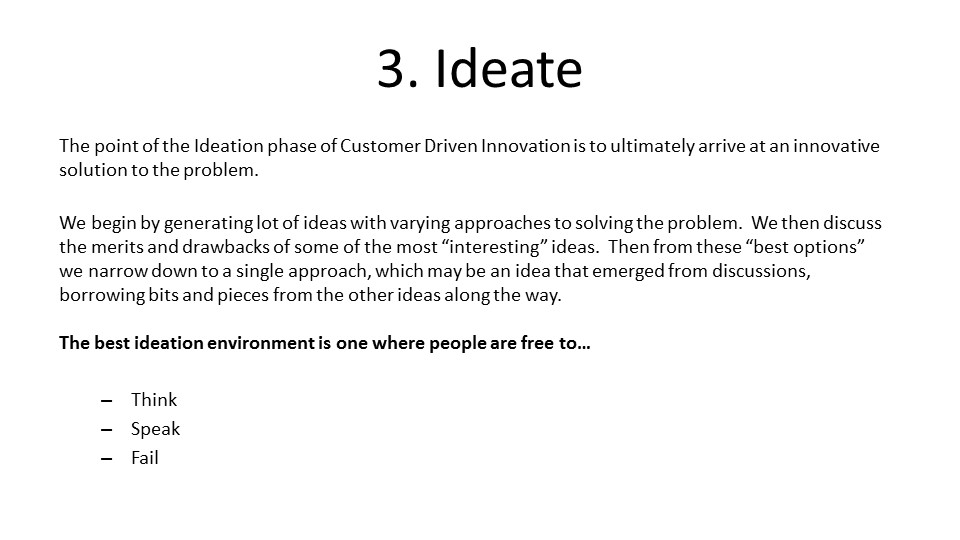 3. Ideate
The point of the Ideation phase of Customer Driven Innovation is to ultimately arrive at an innovative
solution to the problem.
We begin by generating lot of ideas with varying approaches to solving the problem.  We then discuss
the merits and drawbacks of some of the most “interesting” ideas.  Then from these “best options”
we narrow down to a single approach, which may be an idea that emerged from discussions,
borrowing bits and pieces from the other ideas along the way.
The best ideation environment is one where people are free to…
– Think
– Speak
– Fail